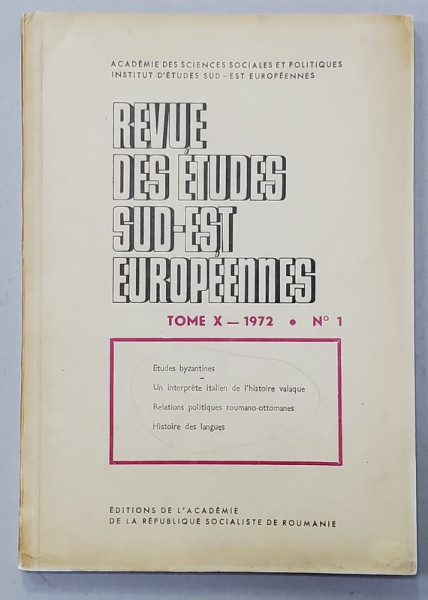 ACADÉMIE DES SCIENCES SOCIALES ET POLITIQUES
INSTITUT D'ÉTUDES SUD-EST EUROPÉENNES
REVUE
DES ÉTUDES
SUD-EST
EUROPÉENNES
TOME X — 1972 • N° 1
Etudes byzantines
Un interprète italien de l'histoire valaque
Relations politiques roumano-ottomanes
Histoire des langues
ÉDITIONS DE L'ACADÉMIE
DE LA RÉPUBLIQUE SOCIALISTE DE ROUMANIE